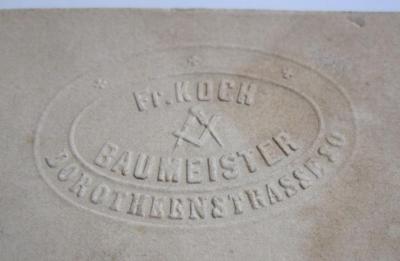 Fr. KOCH
BAUMEISTER
DOROTHEENSTRASSE 50